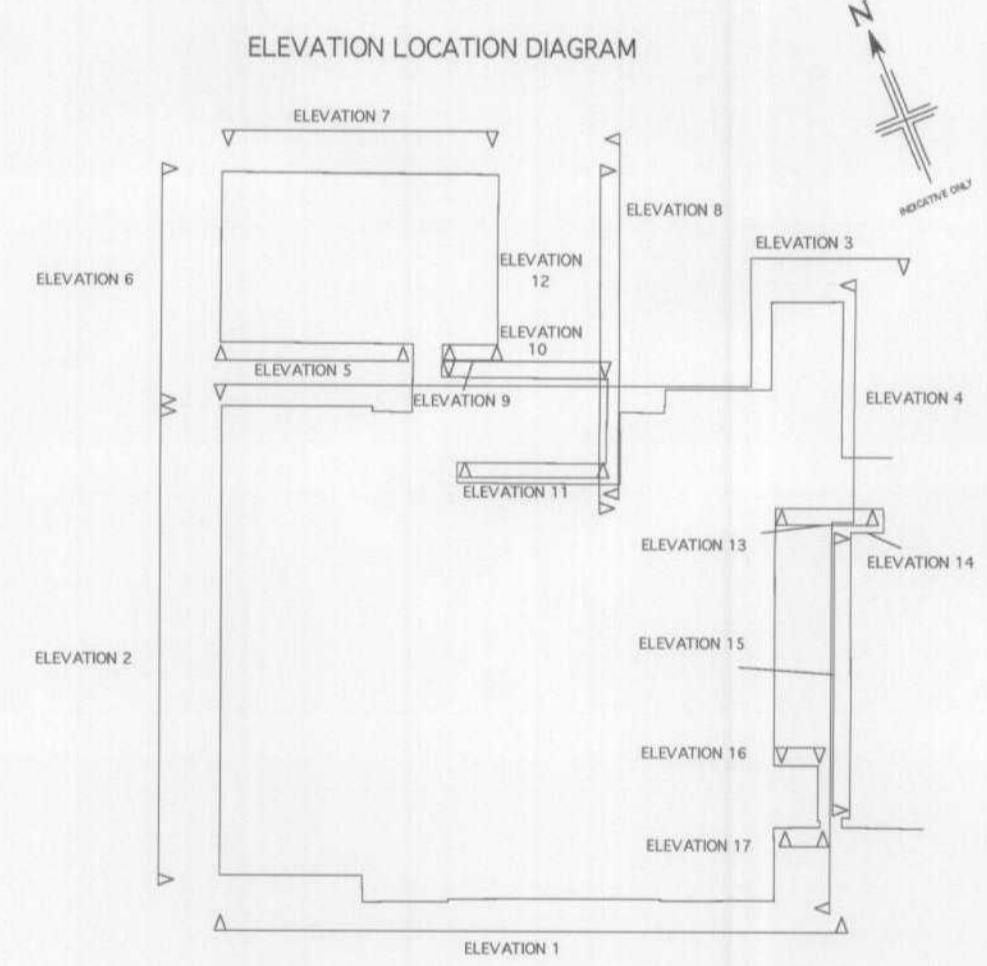 N
ELEVATION LOCATION DIAGRAM
INDICATIVE ONLY
ELEVATION 7
ELEVATION 8
ELEVATION 3
ELEVATION 6
ELEVATION
12
ELEVATION
10
ELEVATION 5
ELEVATION 9
ELEVATION 4
ELEVATION 11
ELEVATION 13
ELEVATION 14
ELEVATION 15
ELEVATION 2
ELEVATION 16
ELEVATION 17
ELEVATION 1